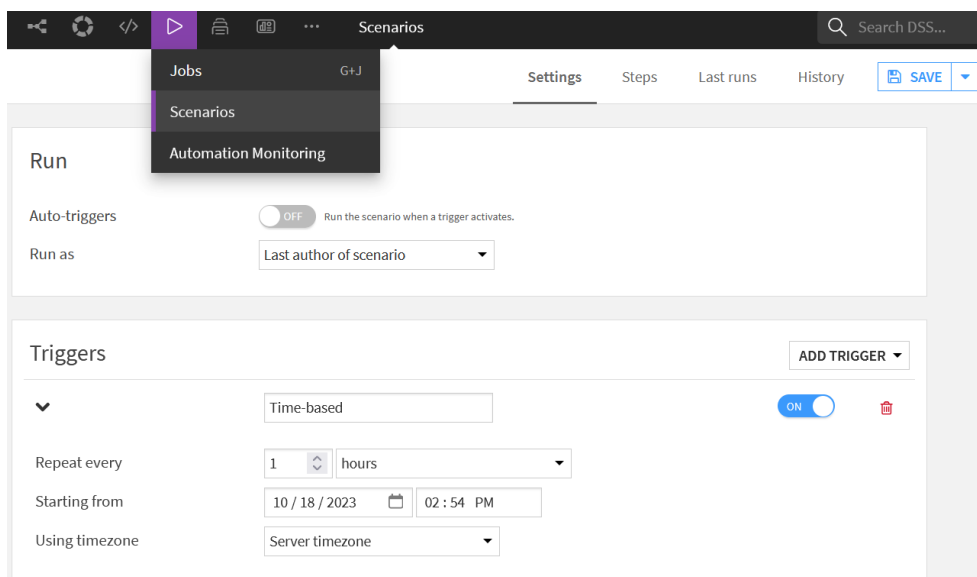 Scenarios
Search DSS...
Jobs G+J
Scenarios
Automation Monitoring
Settings Steps Last runs History SAVE
Run
Auto-triggers OFF Run the scenario when a trigger activates.
Run as Last author of scenario
Triggers ADD TRIGGER
Time-based ON
Repeat every 1 hours
Starting from 10 / 18 / 2023 02 : 54 PM
Using timezone Server timezone